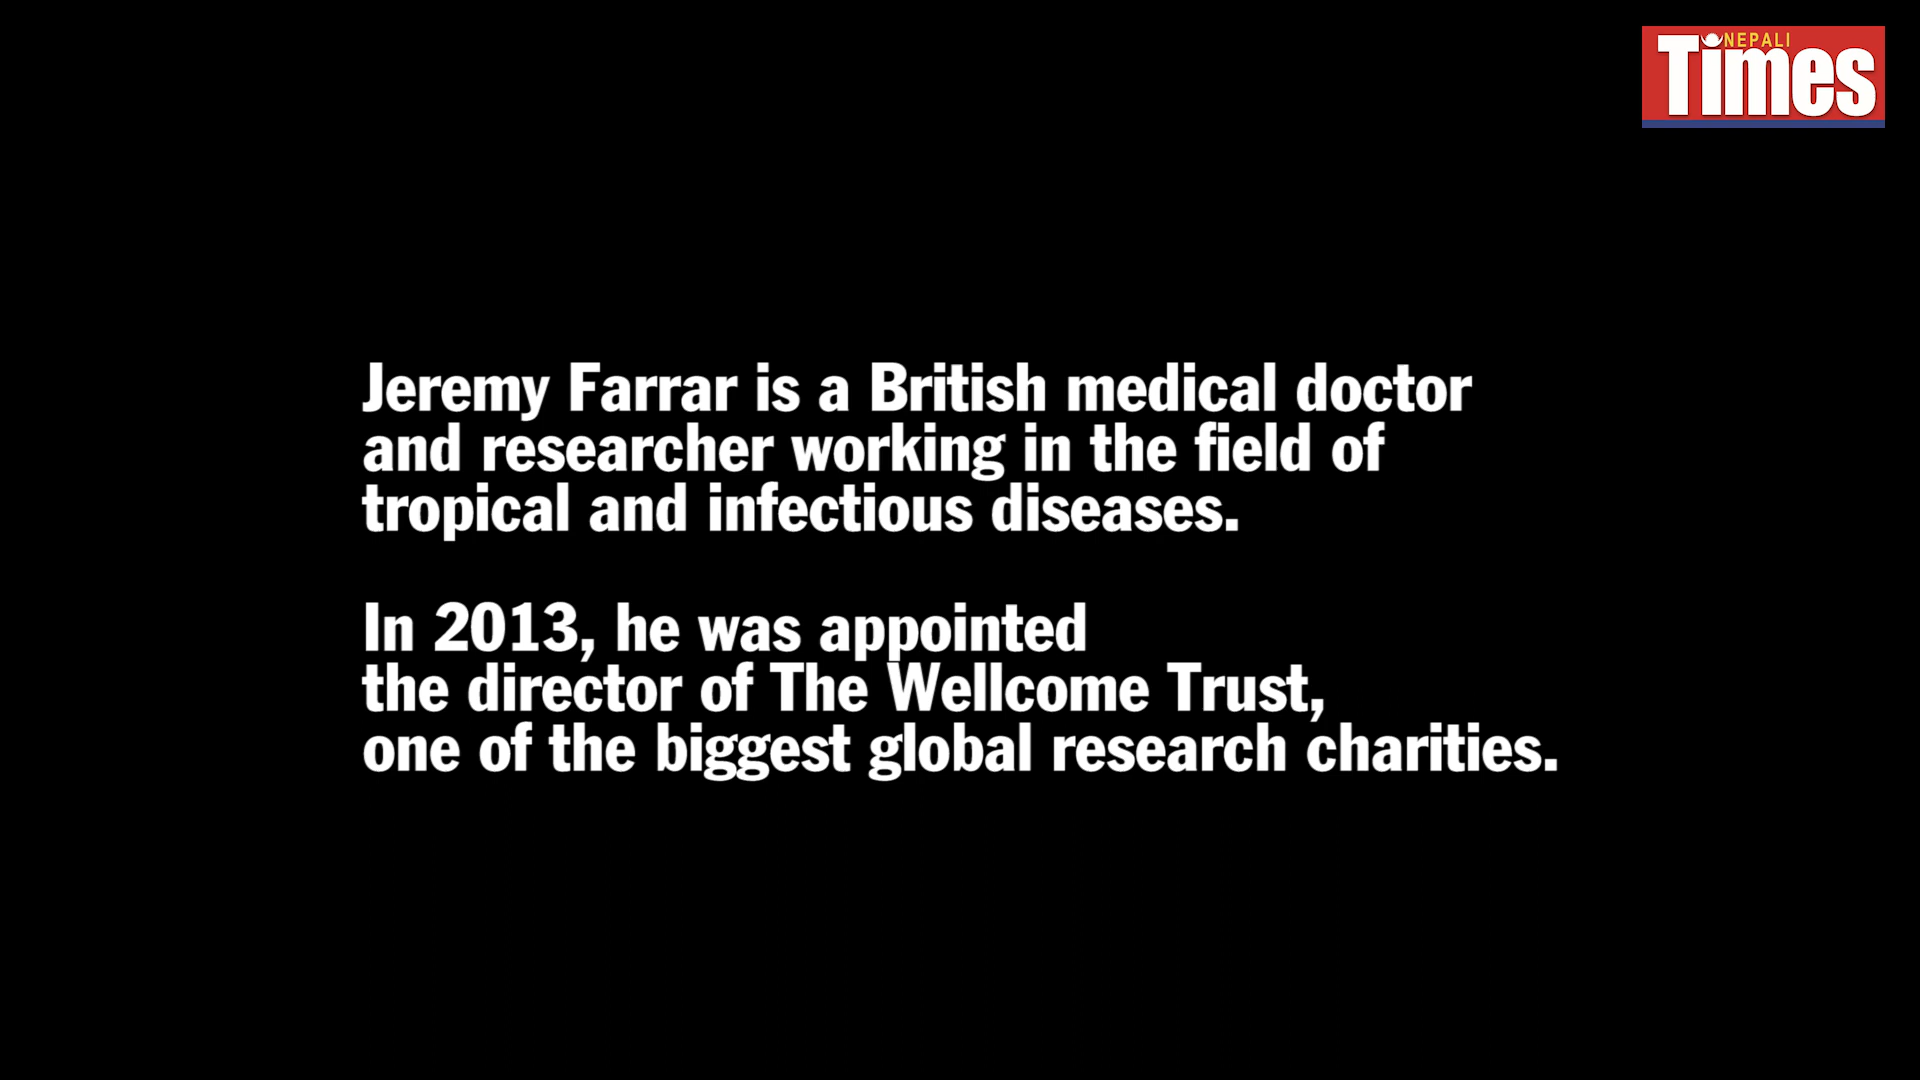 NEPALI
Times
Jeremy Farrar is a British medical doctor
and researcher working in the field of
tropical and infectious diseases.
In 2013, he was appointed
the director of The Wellcome Trust,
one of the biggest global research charities.